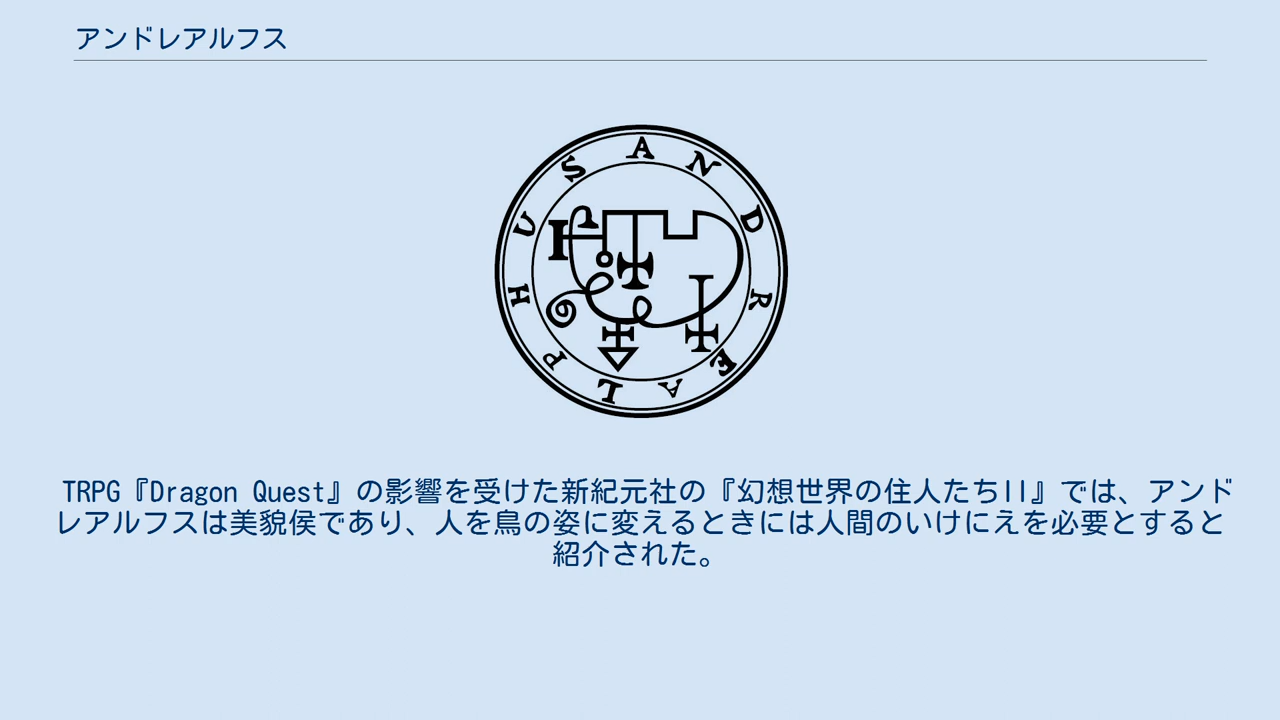 アンドレアルフス
ANDREALPHUS
TRPG『Dragon Quest』の影響を受けた新紀元社の『幻想世界の住人たちII』では、アンド
レアルフスは美貌侯であり、人を鳥の姿に変えるときには人間のいけにえを必要とすると
紹介された。